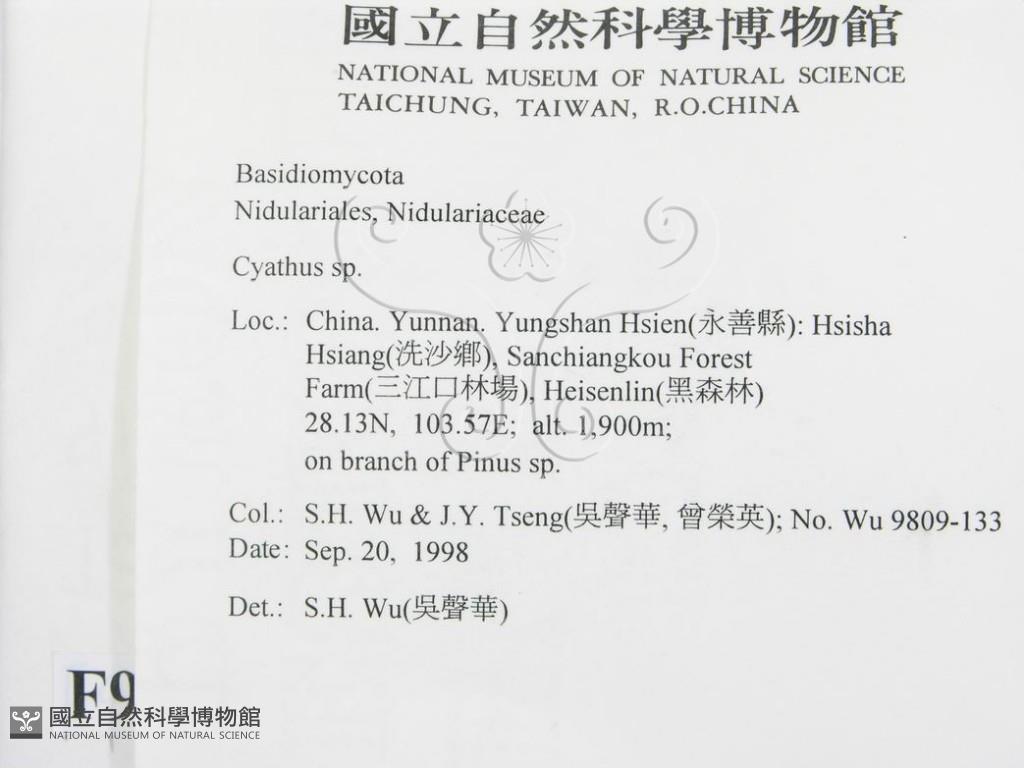 國立自然科學博物館
NATIONAL MUSEUM OF NATURAL SCIENCE
TAICHUNG, TAIWAN, R.O.CHINA
Basidiomycota
Nidulariales, Nidulariaceae
Cyathus sp.
Loc.: China. Yunnan. Yungshan Hsien(永善縣): Hsisha
Hsiang(洗沙鄉), Sanchiangkou Forest
Farm(三江口林場), Heisenlin(黑森林)
28.13N, 103.57E; alt. 1,900m;
on branch of Pinus sp.
Col.: S.H. Wu & J.Y. Tseng(吳聲華, 曾榮英); No. Wu 9809-133
Date: Sep. 20, 1998
Det.: S.H. Wu(吳聲華)
F9
國立自然科學博物館
NATIONAL MUSEUM OF NATURAL SCIENCE